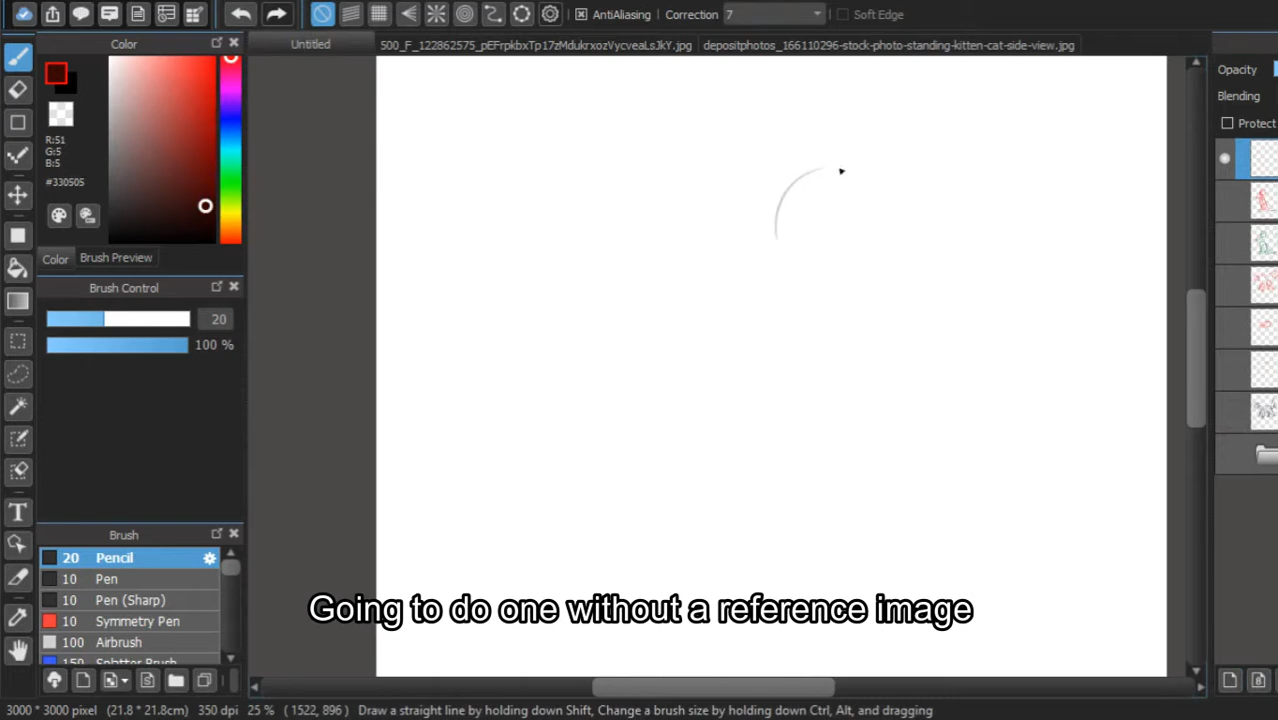 AntiAliasing Correction 7 Soft Edge
Color
Untitled 500_F_122862575_pEFrpkbxTp17zMdukrxozVycveaLsJkY.jpg depositphotos_166110296-stock-photo-standing-kitten-cat-side-view.jpg
Opacity
Blending
Protect
R:51
G:5
B:5
#330505
Color Brush Preview
Brush Control
20
100 %
Brush
20 Pencil
10 Pen
10 Pen (Sharp)
10 Symmetry Pen
100 Airbrush
150 Splatter Brush
Going to do one without a reference image
T
3000 * 3000 pixel (21.8 * 21.8cm) 350 dpi 25 % ( 1522, 896 ) Draw a straight line by holding down Shift, Change a brush size by holding down Ctrl, Alt, and dragging